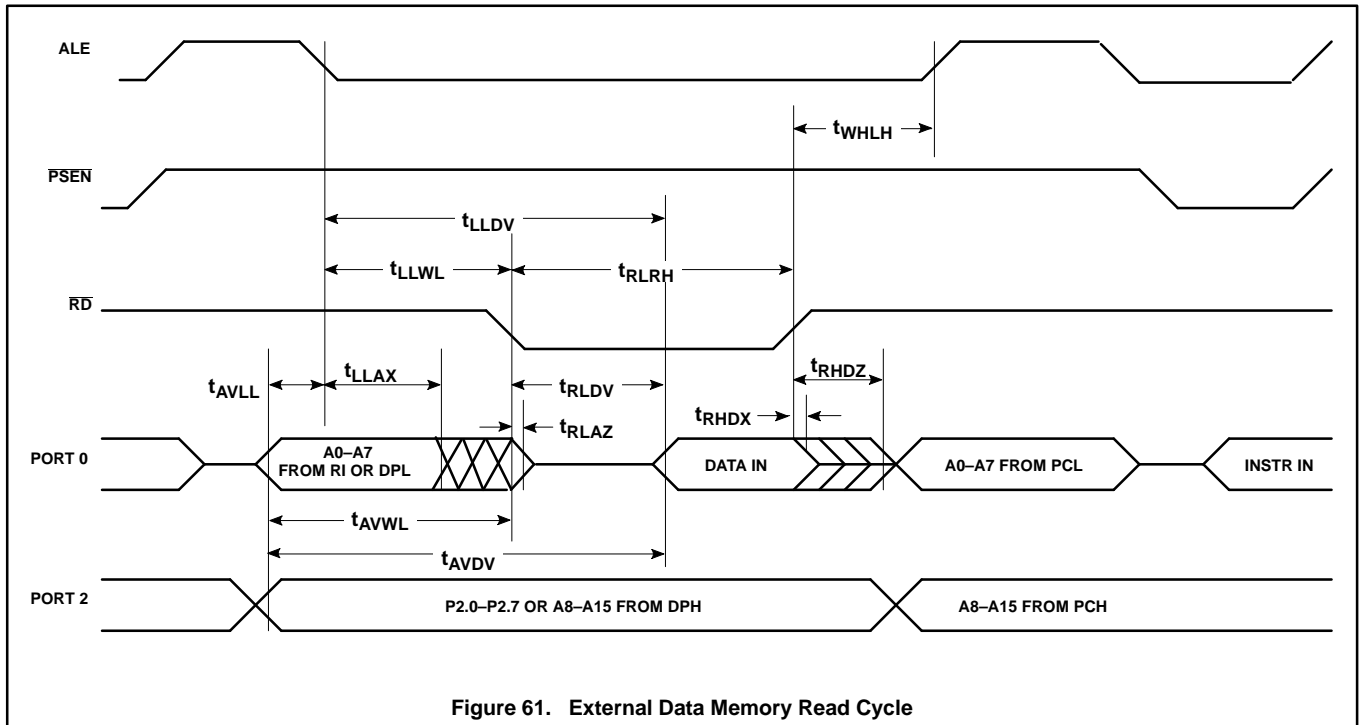 ALE
tWHLH
PSEN
tLLDV
tLLWL
tRLRH
RD
tAVLL
tLLAX
tRLDV
tRHDZ
tRLAZ
tRHDX
PORT 0
A0–A7
FROM RI OR DPL
DATA IN
A0–A7 FROM PCL
INSTR IN
tAVWL
tAVDV
PORT 2
P2.0–P2.7 OR A8–A15 FROM DPH
A8–A15 FROM PCH
Figure 61. External Data Memory Read Cycle